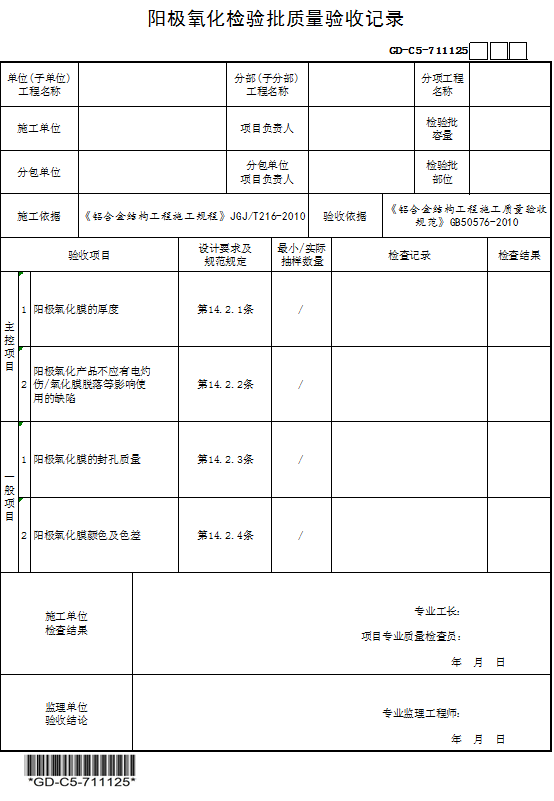 阳极氧化检验批质量验收记录
GD-C5-711125
单位(子单位)
工程名称
分部(子分部)
工程名称
分项工程
名称
施工单位
项目负责人
检验批
容量
分包单位
分包单位
项目负责人
检验批
部位
施工依据
《铝合金结构工程施工规程》JGJ/T216-2010
验收依据
《铝合金结构工程施工质量验收
规范》GB50576-2010
验收项目
设计要求及
规范规定
最小/实际
抽样数量
检查记录
检查结果
主控项目
1
阳极氧化膜的厚度
第14.2.1条
/
2
阳极氧化产品不应有电灼
伤/氧化膜脱落等影响使
用的缺陷
第14.2.2条
/
一般项目
1
阳极氧化膜的封孔质量
第14.2.3条
/
2
阳极氧化膜颜色及色差
第14.2.4条
/
施工单位
检查结果
专业工长:
项目专业质量检查员:
年 月 日
监理单位
验收结论
专业监理工程师:
年 月 日
*GD-C5-711125*